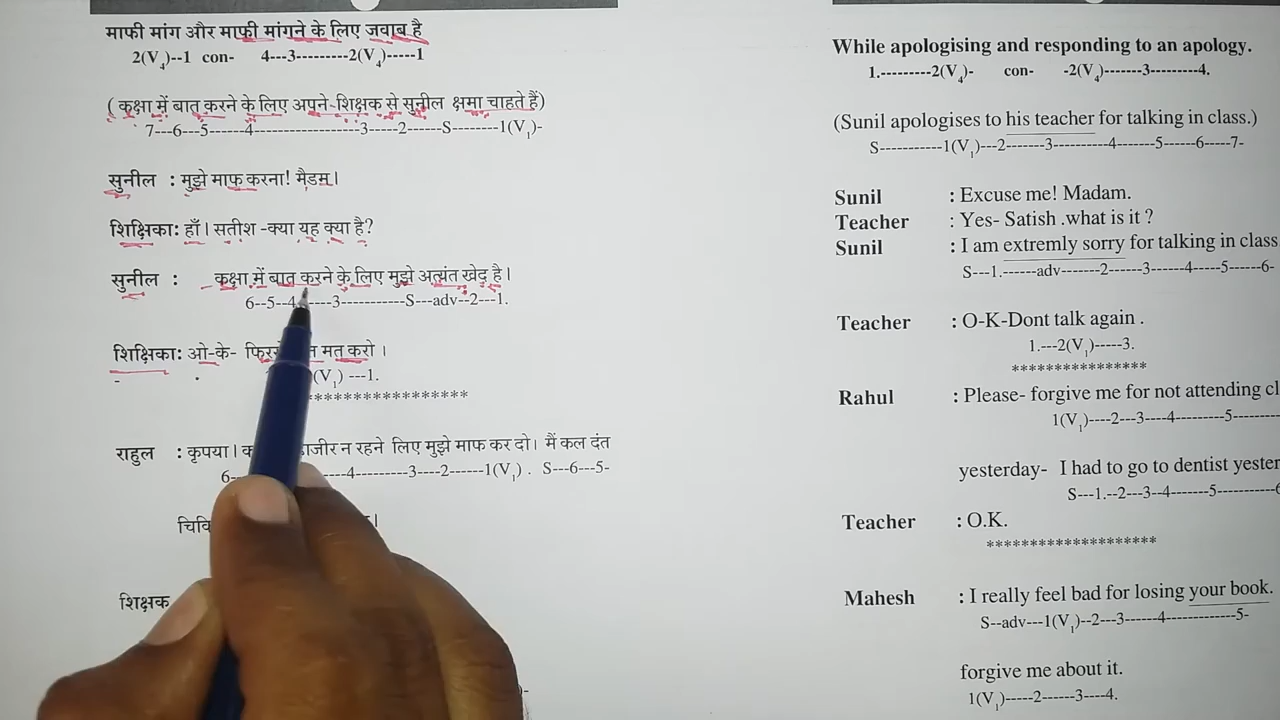 माफी मांग और माफी मांगने के लिए जवाब है
2(V4)--1 con- 4---3---------2(V4)-----1
( कक्षा में बात करने के लिए अपने-शिक्षक से सुनील क्षमा चाहते हैं)
7---6---5------4------------------3-----2------S--------1(V1)-
सुनील : मुझे माफ करना! मैडम।
शिक्षिका: हाँ। सतीश -क्या यह क्या है?
सुनील : कक्षा में बात करने के लिए मुझे अत्यंत खेद है।
6--5--4-----3-----------S---adv--2---1.
शिक्षिका: ओ-के- मत करो ।
(V1) ---1.
******************
राहुल : कृपया। न रहने लिए मुझे माफ कर दो। मैं कल दंत
6-- ----4---------3----2------1(V1) . S---6---5-
शिक्षक
While apologising and responding to an apology.
1.---------2(V4)- con- -2(V4)-------3---------4.
(Sunil apologises to his teacher for talking in class.)
S-----------1(V1)---2-------3----------4-------5------6-----7-
Sunil : Excuse me! Madam.
Teacher : Yes- Satish .what is it ?
Sunil : I am extremly sorry for talking in class
S---1.------adv-------2------3------4------5-----6-
Teacher : O-K-Dont talk again .
1.---2(V1)-----3.
****************
Rahul : Please- forgive me for not attending
1(V1)----2---3----4-------5--------
yesterday- I had to go to dentist
S---1.--2---3--4-------5----------
Teacher : O.K.
********************
Mahesh : I really feel bad for losing your book.
S--adv---1(V1)--2---3------4-------------5-
forgive me about it.
1(V1)-----2------3----4.